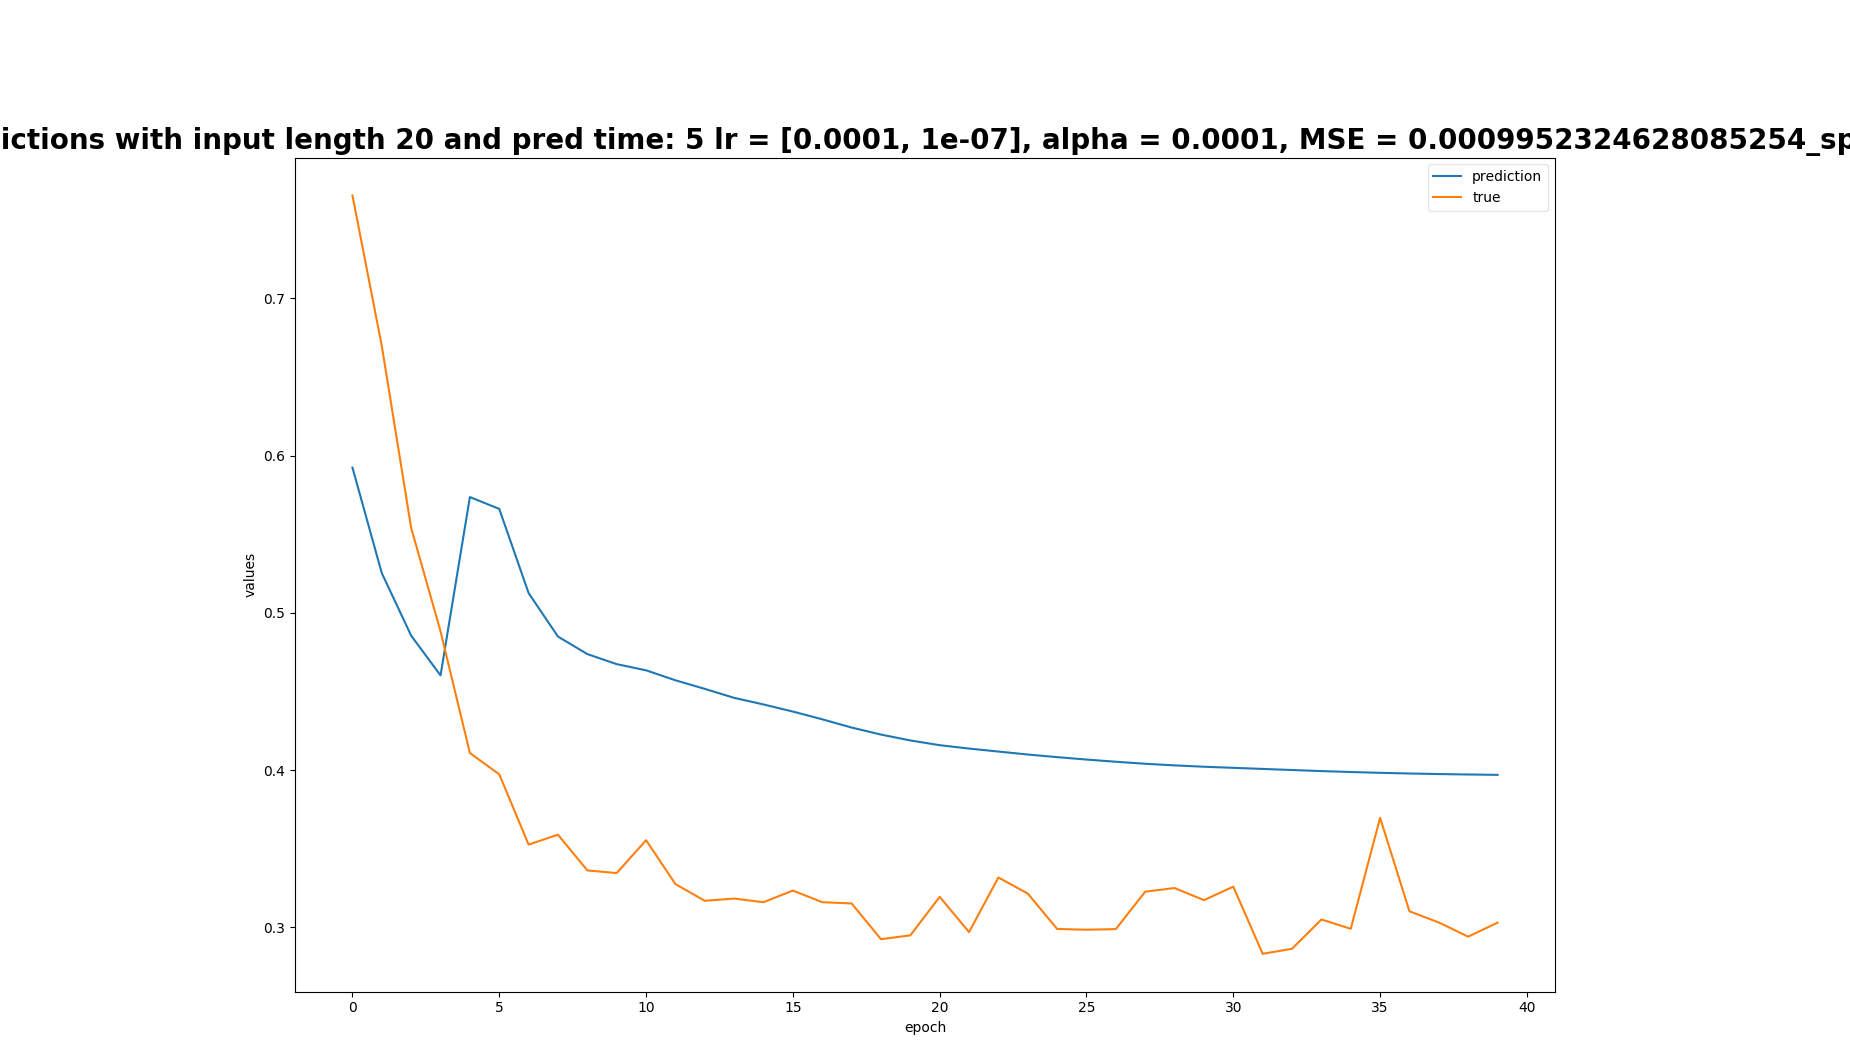 ictions with input length 20 and pred time: 5 lr = [0.0001, 1e-07], alpha = 0.0001, MSE = 0.0009952324628085254_sp
prediction
true
0.7
0.6
0.5
0.4
0.3
values
0 5 10 15 20 25 30 35 40
epoch